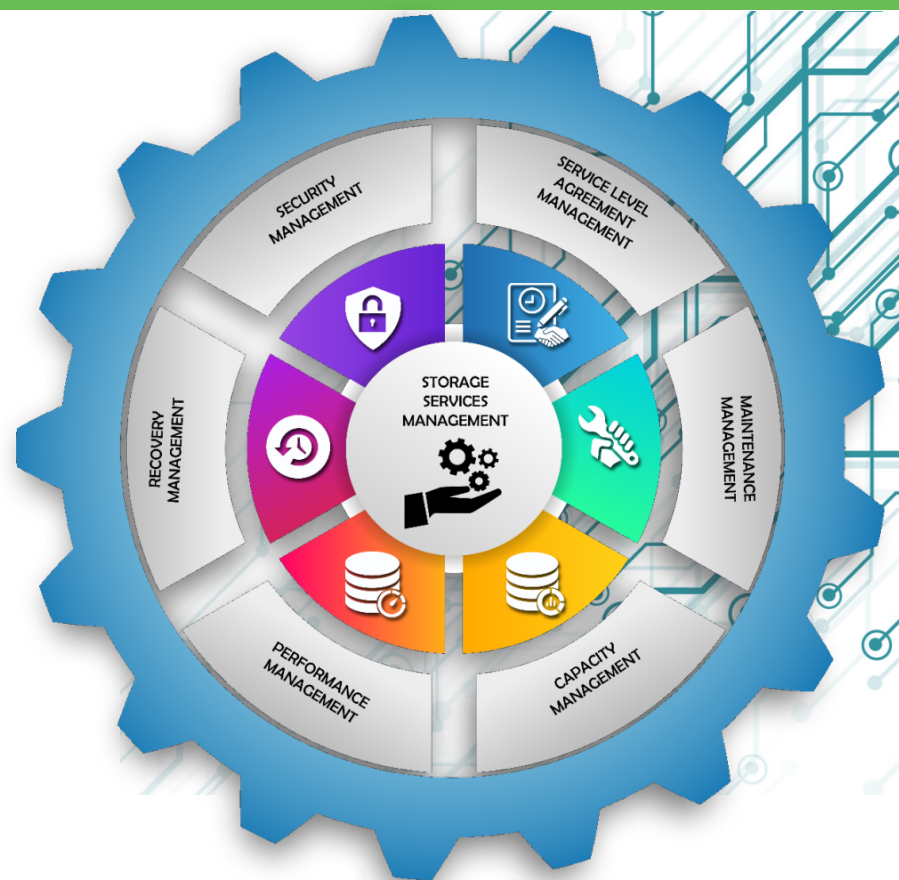 SECURITY
MANAGEMENT
SERVICE LEVEL
AGREEMENT
MANAGEMENT
RECOVERY
MANAGEMENT
STORAGE
SERVICES
MANAGEMENT
MAINTENANCE
MANAGEMENT
PERFORMANCE
MANAGEMENT
CAPACITY
MANAGEMENT